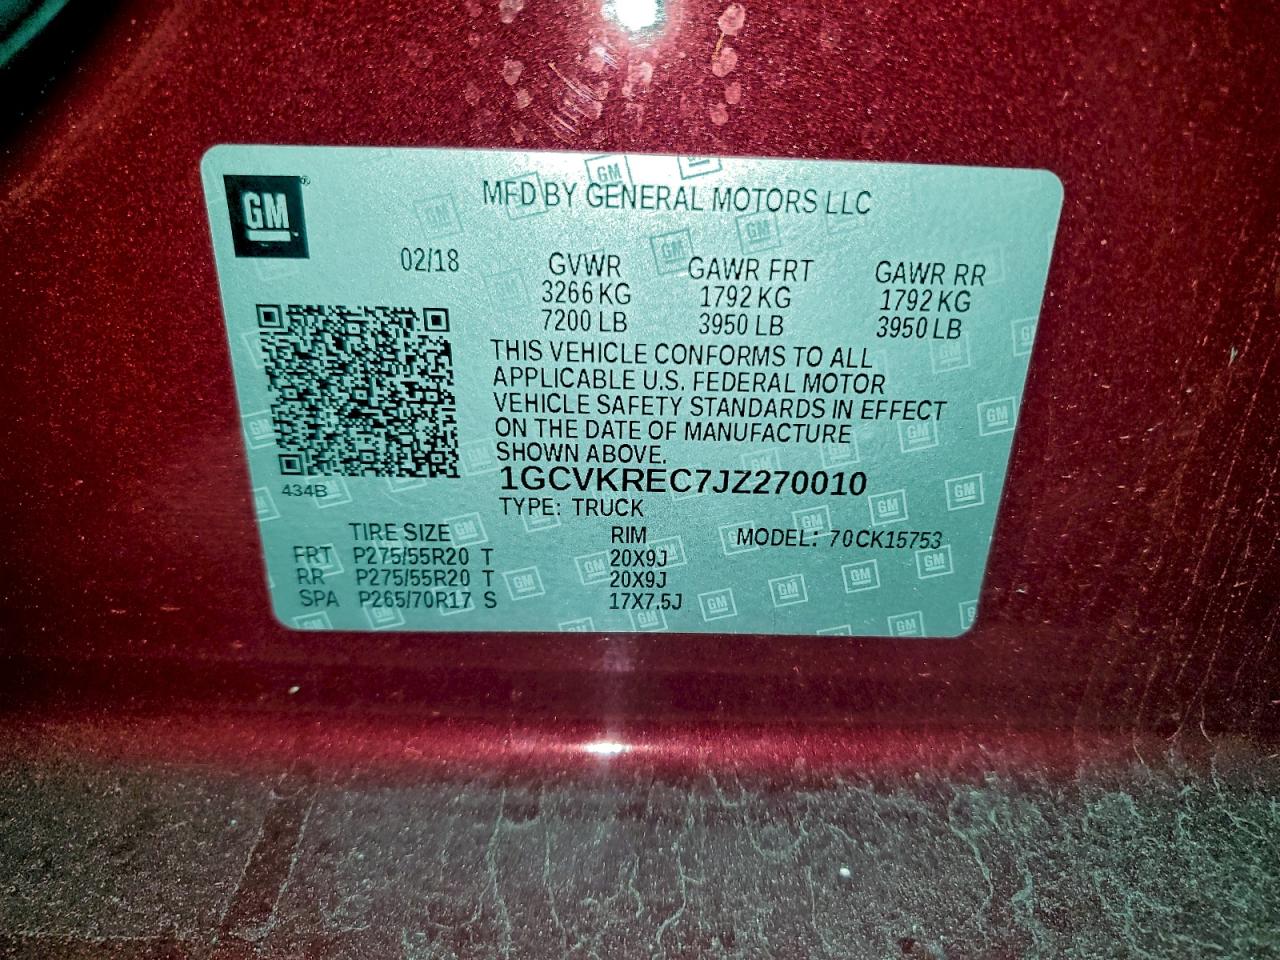 GM
MFD BY GENERAL MOTORS LLC
02/18
GVWR GAWR FRT GAWR RR
3266 KG 1792 KG 1792 KG
7200 LB 3950 LB 3950 LB
THIS VEHICLE CONFORMS TO ALL
APPLICABLE U.S. FEDERAL MOTOR
VEHICLE SAFETY STANDARDS IN EFFECT
ON THE DATE OF MANUFACTURE
SHOWN ABOVE.
1GCVKREC7JZ270010
434B
TYPE: TRUCK
TIRE SIZE RIM MODEL: 70CK15753
FRT P275/55R20 T 20X9J
RR P275/55R20 T 20X9J
SPA P265/70R17 S 17X7.5J